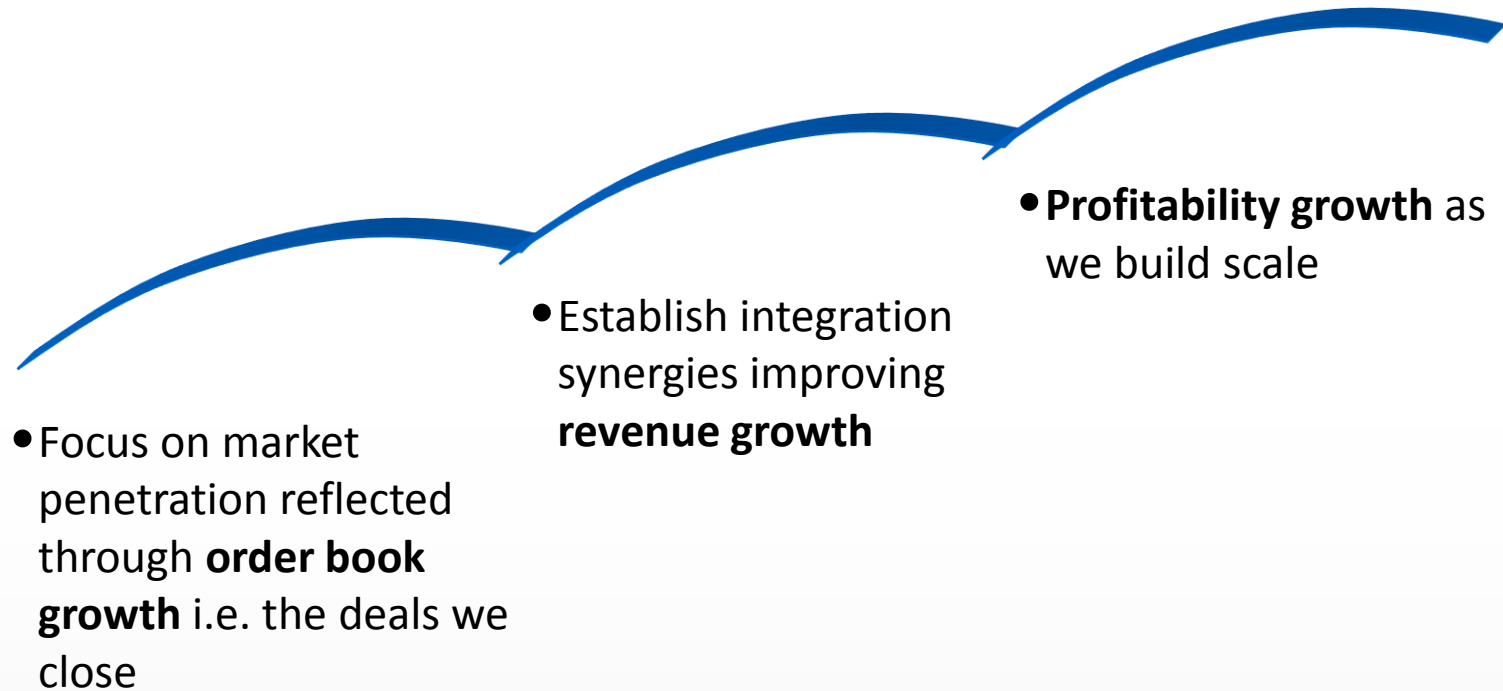 •Focus on market
penetration reflected
through order book
growth i.e. the deals we
close
•Establish integration
synergies improving
revenue growth
•Profitability growth as
we build scale